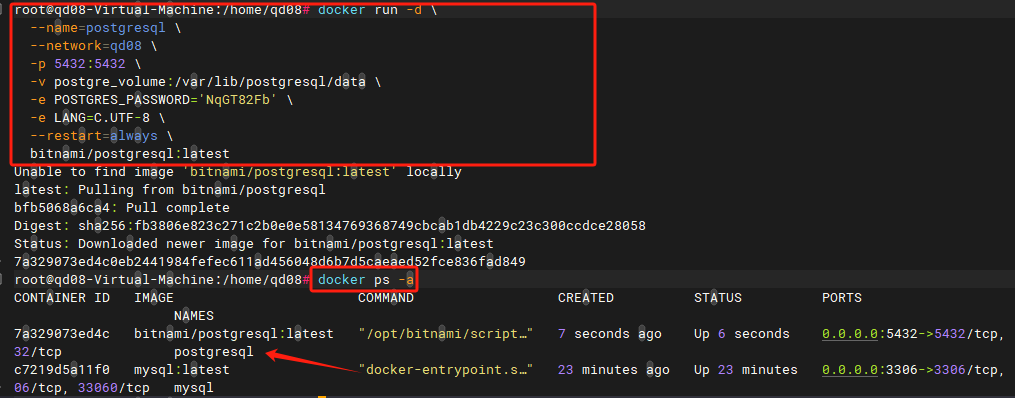 root@qd08-Virtual-Machine:/home/qd08# docker run -d \
--name=postgresql \
--network=qd08 \
-p 5432:5432 \
-v postgre_volume:/var/lib/postgresql/data \
-e POSTGRES_PASSWORD='NqGT82Fb' \
-e LANG=C.UTF-8 \
--restart=always \
bitnami/postgresql:latest
Unable to find image 'bitnami/postgresql:latest' locally
latest: Pulling from bitnami/postgresql
bfb5068a6ca4: Pull complete
Digest: sha256:fb3806e823c271c2b0e0e58134769368749cbcab1db4229c23c300ccdce28058
Status: Downloaded newer image for bitnami/postgresql:latest
7a329073ed4c0eb2441984fefec611ad456048d6b7d5caeaed52fce836fad849
root@qd08-Virtual-Machine:/home/qd08# docker ps -a
CONTAINER ID IMAGE COMMAND CREATED STATUS PORTS
NAMES
7a329073ed4c bitnami/postgresql:latest "/opt/bitnami/script…" 7 seconds ago Up 6 seconds 0.0.0.0:5432->5432/tcp,
32/tcp postgresql
c7219d5a11f0 mysql:latest "docker-entrypoint.s…" 23 minutes ago Up 23 minutes 0.0.0.0:3306->3306/tcp,
06/tcp, 33060/tcp mysql